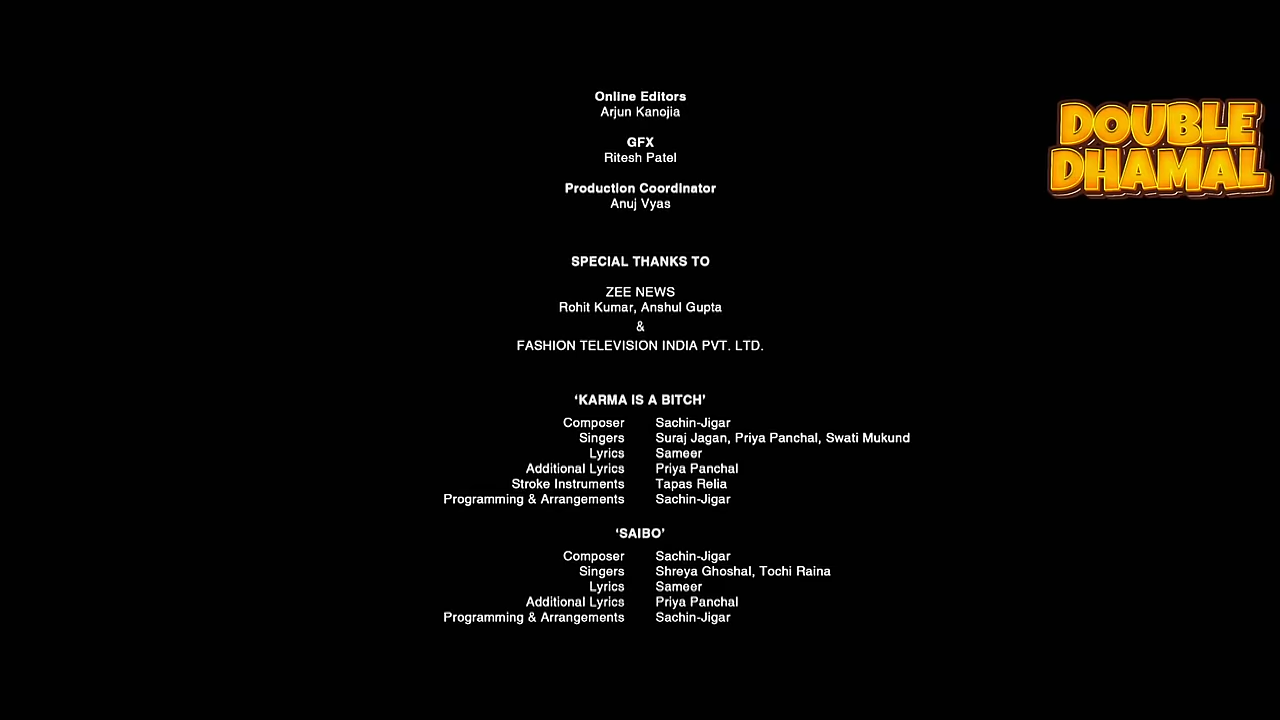 Online Editors
Arjun Kanojia
GFX
Ritesh Patel
Production Coordinator
Anuj Vyas
SPECIAL THANKS TO
ZEE NEWS
Rohit Kumar, Anshul Gupta
&
FASHION TELEVISION INDIA PVT. LTD.
‘KARMA IS A BITCH’
Composer Sachin-Jigar
Singers Suraj Jagan, Priya Panchal, Swati Mukund
Lyrics Sameer
Additional Lyrics Priya Panchal
Stroke Instruments Tapas Relia
Programming & Arrangements Sachin-Jigar
‘SAIBO’
Composer Sachin-Jigar
Singers Shreya Ghoshal, Tochi Raina
Lyrics Sameer
Additional Lyrics Priya Panchal
Programming & Arrangements Sachin-Jigar
DOUBLE
DHAMAL